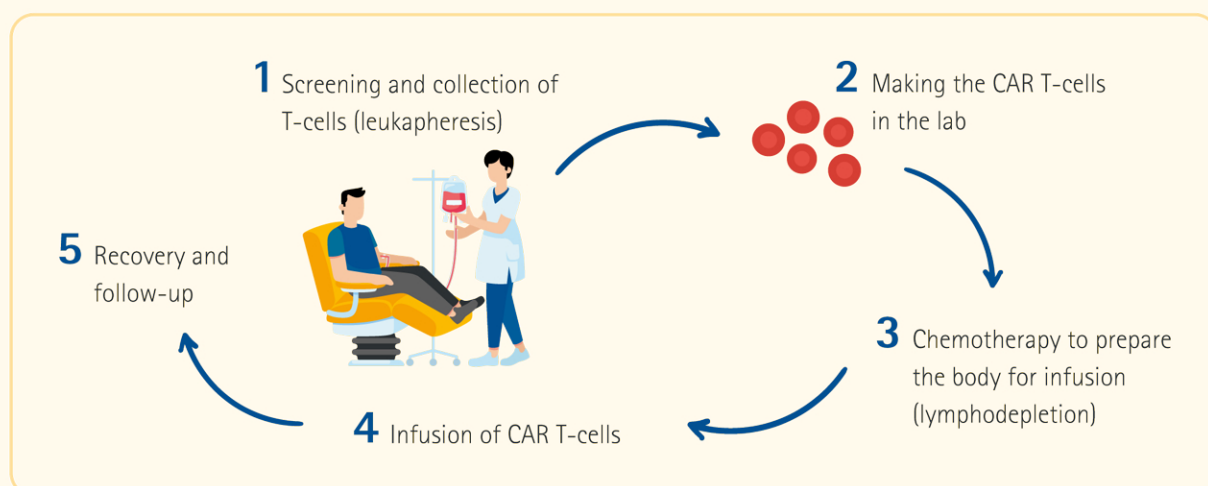 1 Screening and collection of
T-cells (leukapheresis)
2 Making the CAR T-cells
in the lab
3 Chemotherapy to prepare
the body for infusion
(lymphodepletion)
4 Infusion of CAR T-cells
5 Recovery and
follow-up